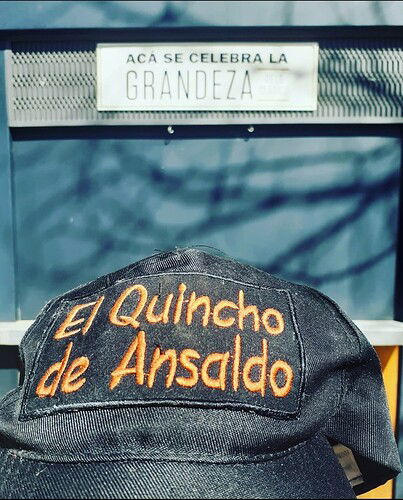 ACÁ SE CELEBRA LA
GRANDEZA
El Quincho
de Ansaldo